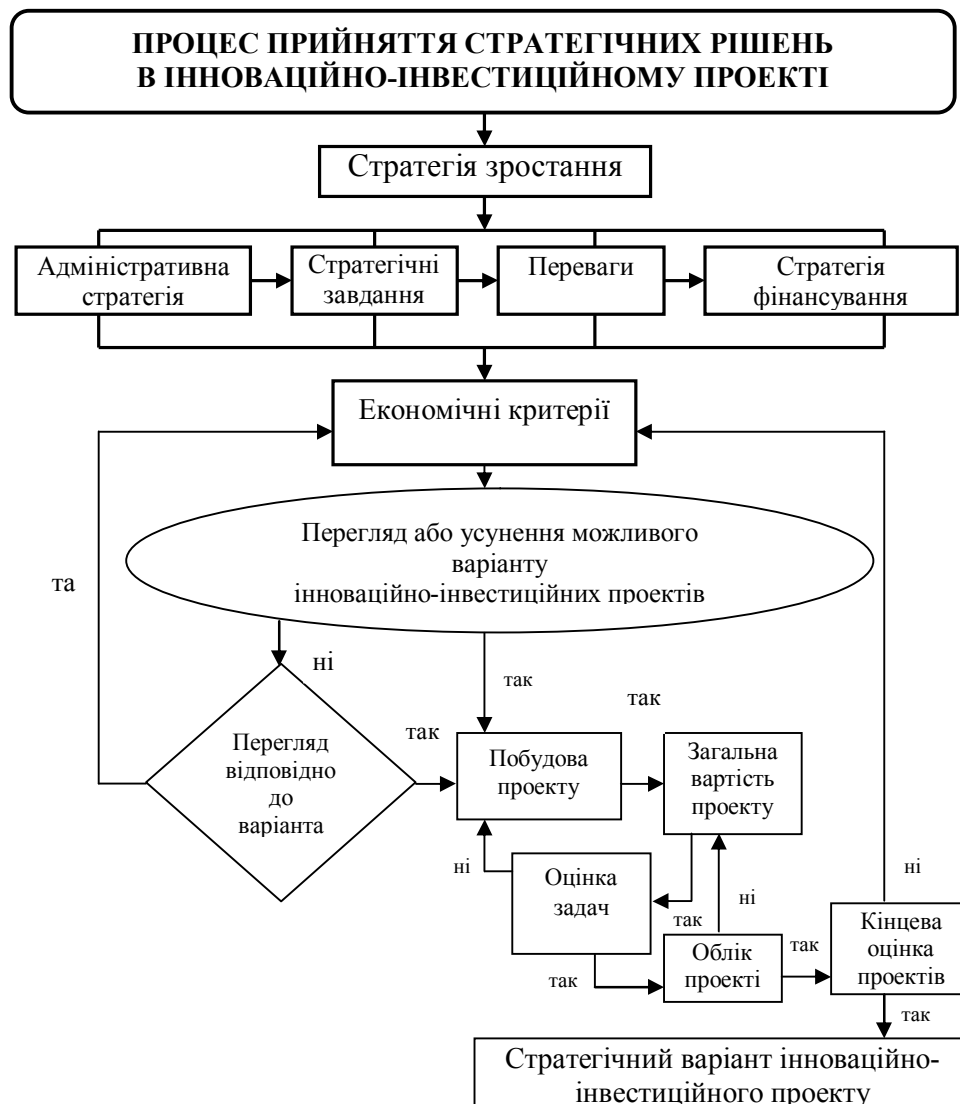 ПРОЦЕС ПРИЙНЯТТЯ СТРАТЕГІЧНИХ РІШЕНЬ
В ІННОВАЦІЙНО-ІНВЕСТИЦІЙНОМУ ПРОЕКТІ
Стратегія зростання
Адміністративна
стратегія
Стратегічні
завдання
Переваги
Стратегія
фінансування
Економічні критерії
Перегляд або усунення можливого
варіанту
інноваційно-інвестиційних проектів
та
ні
так
так
так
Перегляд
відповідно
до
варіанта
Побудова
проекту
Загальна
вартість
проекту
ні
Оцінка
задач
так
ні
ні
так
Облік
проекті
так
Кінцева
оцінка
проектів
так
Стратегічний варіант інноваційно-
інвестиційного проекту